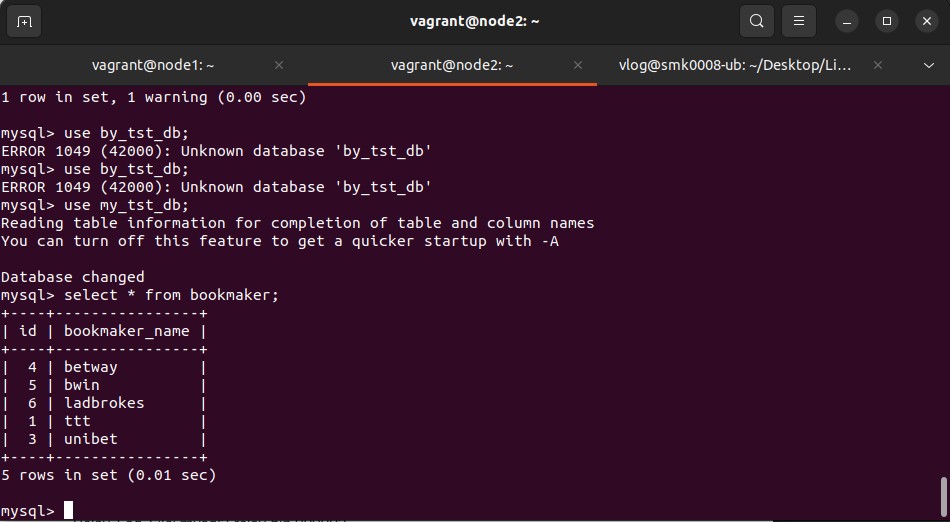 vagrant@node2: ~
vagrant@node1: ~
vagrant@node2: ~
vlog@smk0008-ub: ~/Desktop/Li...
1 row in set, 1 warning (0.00 sec)
mysql> use by_tst_db;
ERROR 1049 (42000): Unknown database 'by_tst_db'
mysql> use by_tst_db;
ERROR 1049 (42000): Unknown database 'by_tst_db'
mysql> use my_tst_db;
Reading table information for completion of table and column names
You can turn off this feature to get a quicker startup with -A
Database changed
mysql> select * from bookmaker;
+----+----------------+
| id | bookmaker_name |
+----+----------------+
|  4 | betway         |
|  5 | bwin           |
|  6 | ladbrokes      |
|  1 | ttt            |
|  3 | unibet         |
+----+----------------+
5 rows in set (0.01 sec)
mysql>